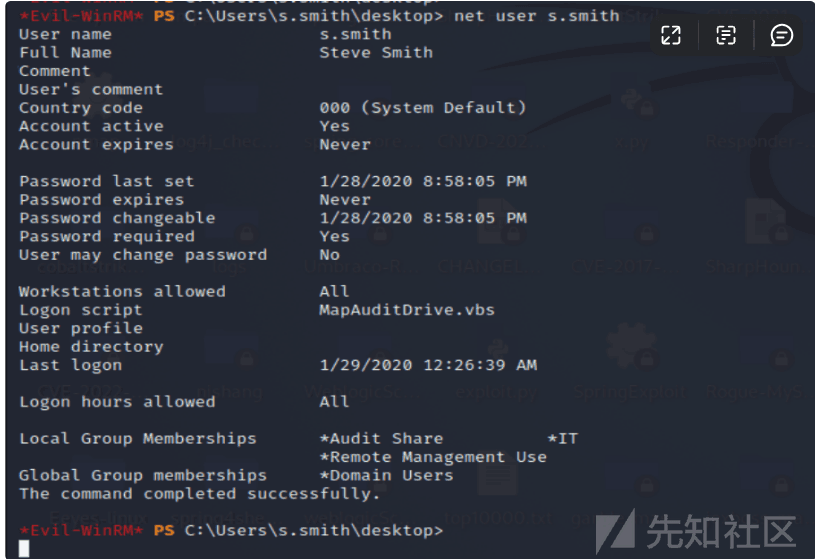 *Evil-WinRM* PS C:\Users\s.smith\desktop> net user s.smith
User name                    s.smith
Full Name                    Steve Smith
Comment
User's comment
Country code                 000 (System Default)
Account active               Yes
Account expires              Never
Password last set            1/28/2020 8:58:05 PM
Password expires             Never
Password changeable          1/28/2020 8:58:05 PM
Password required            Yes
User may change password     No
Workstations allowed         All
Logon script                 MapAuditDrive.vbs
User profile
Home directory
Last logon                   1/29/2020 12:26:39 AM
Logon hours allowed          All
Local Group Memberships      *Audit Share          *IT
                             *Remote Management Use
Global Group memberships     *Domain Users
The command completed successfully.
*Evil-WinRM* PS C:\Users\s.smith\desktop>
先知社区